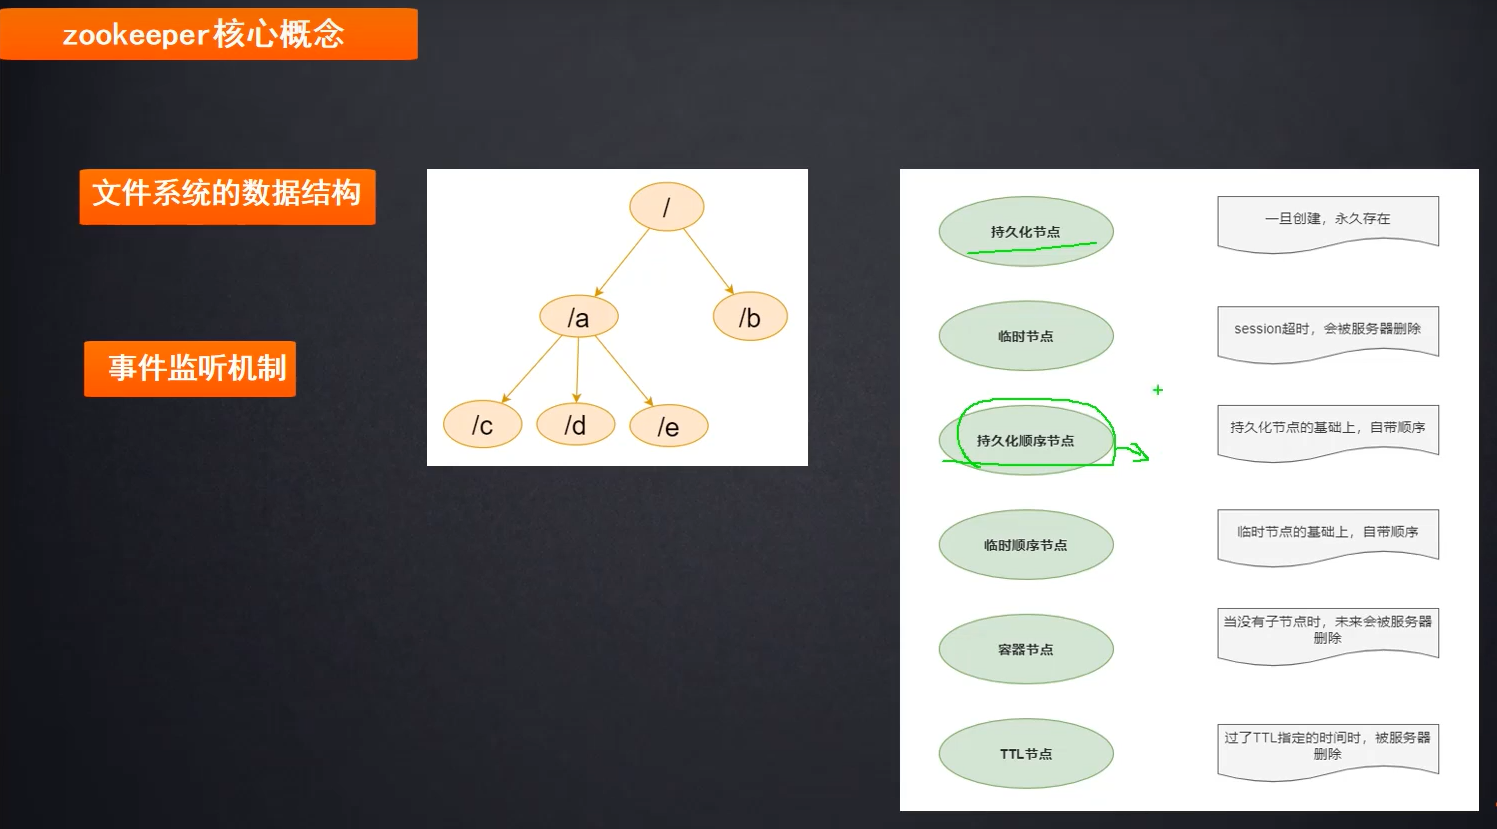 zookeeper核心概念
文件系统的数据结构
事件监听机制
/
/a
/b
/c
/d
/e
持久化节点
一旦创建，永久存在
临时节点
session超时，会被服务器删除
持久化顺序节点
持久化节点的基础上，自带顺序
临时顺序节点
临时节点的基础上，自带顺序
容器节点
当没有子节点时，未来会被服务器
删除
TTL节点
过了TTL指定的时间时，被服务器
删除